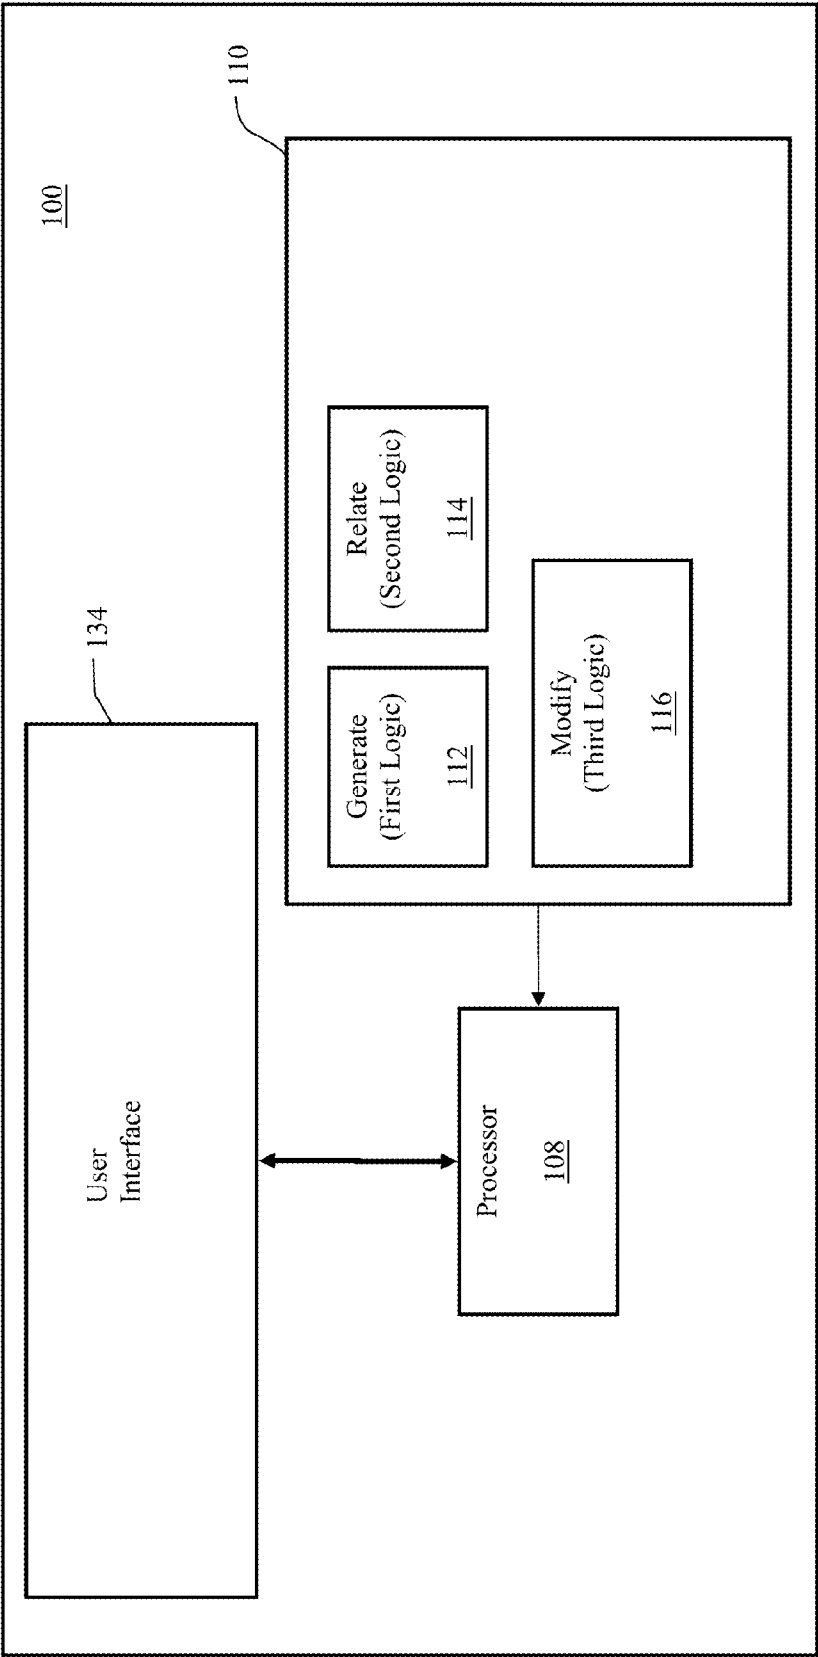 100
134
User
Interface
110
Generate
(First Logic)
112
Relate
(Second Logic)
114
Processor
108
Modify
(Third Logic)
116